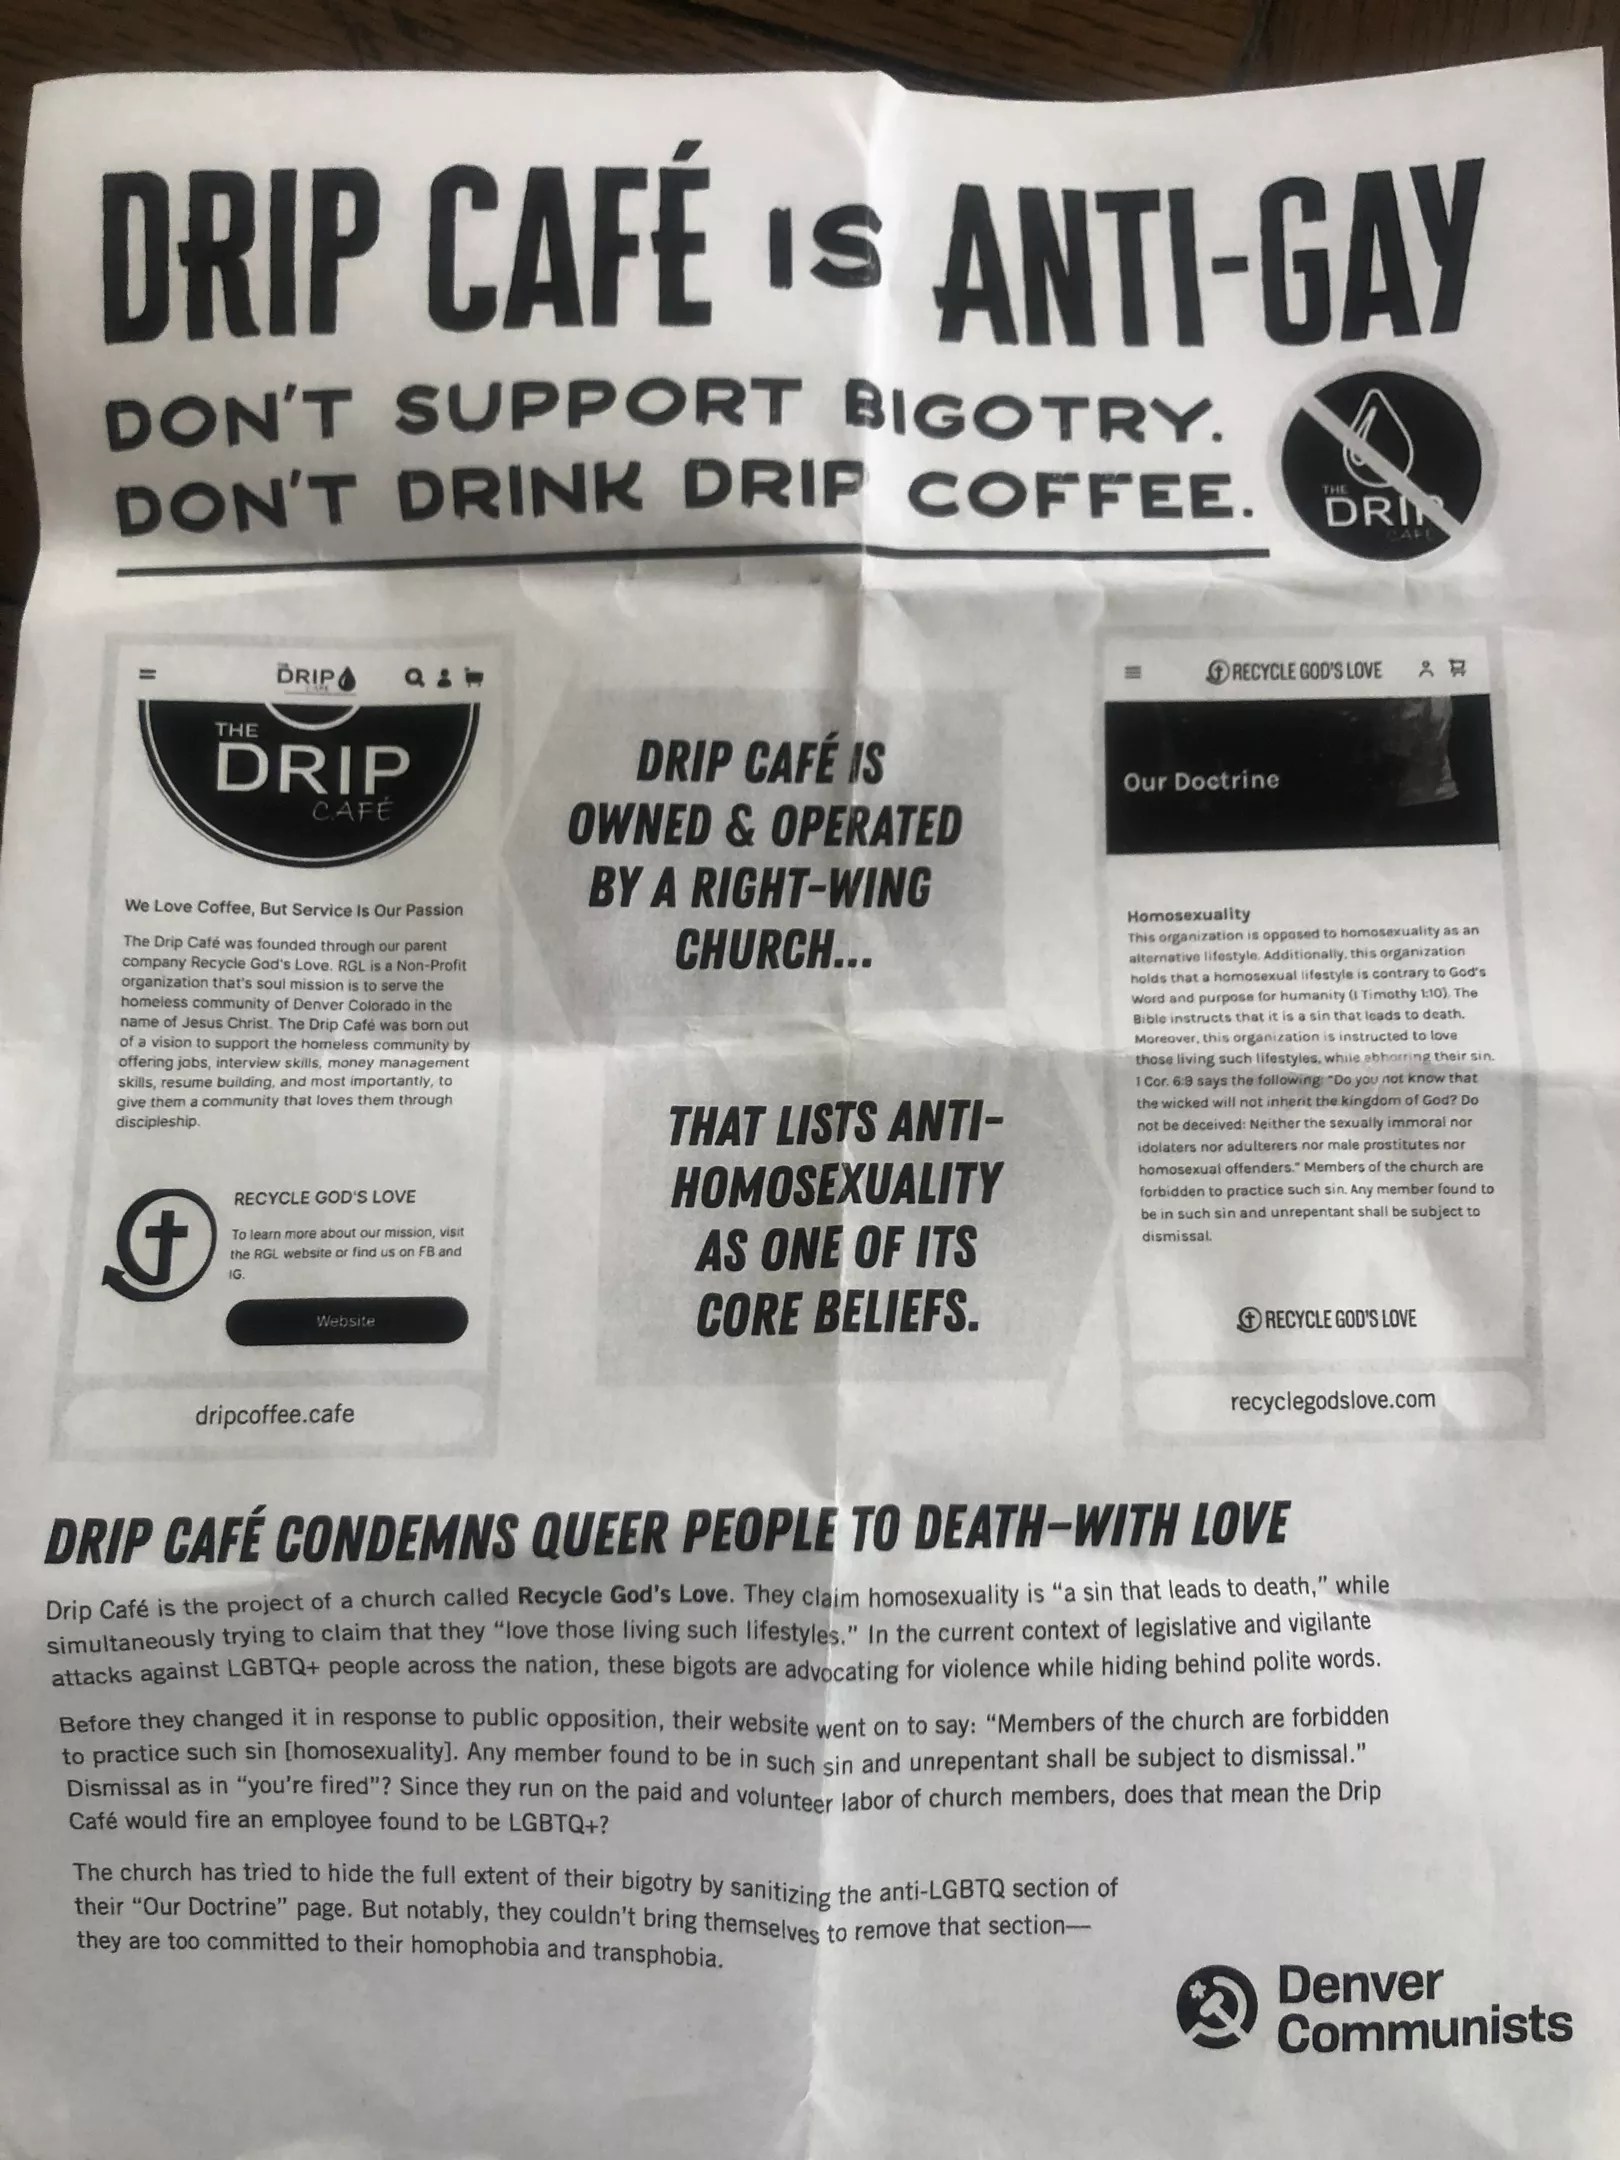 DRIP CAFÉ IS ANTI-GAY
DON'T SUPPORT BIGOTRY.
DON'T DRINK DRIP COFFEE.
THE
DRIP
CAFE
THE
DRIP
CAFE
THE
DRIP
CAFÉ
We Love Coffee, But Service Is Our Passion
The Drip Café was founded through our parent
company Recycle God's Love. RGL is a Non-Profit
organization that's soul mission is to serve the
homeless community of Denver Colorado in the
name of Jesus Christ. The Drip Café was born out
of a vision to support the homeless community by
offering jobs, interview skills, money management
skills, resume building, and most importantly, to
give them a community that loves them through
discipleship.
RECYCLE GOD'S LOVE
To learn more about our mission, visit
the RGL website or find us on FB and
IG.
Website
dripcoffee.cafe
DRIP CAFÉ IS
OWNED & OPERATED
BY A RIGHT-WING
CHURCH...
THAT LISTS ANTI-
HOMOSEXUALITY
AS ONE OF ITS
CORE BELIEFS.
RECYCLE GOD'S LOVE
Our Doctrine
Homosexuality
This organization is opposed to homosexuality as an
alternative lifestyle. Additionally, this organization
holds that a homosexual lifestyle is contrary to God's
Word and purpose for humanity (1 Timothy 1:10). The
Bible instructs that it is a sin that leads to death.
Moreover, this organization is instructed to love
those living such lifestyles, while abhorring their sin.
1 Cor. 6:9 says the following: "Do you not know that
the wicked will not inherit the kingdom of God? Do
not be deceived: Neither the sexually immoral nor
idolaters nor adulterers nor male prostitutes nor
homosexual offenders." Members of the church are
forbidden to practice such sin. Any member found to
be in such sin and unrepentant shall be subject to
dismissal.
RECYCLE GOD'S LOVE
recyclegodslove.com
DRIP CAFÉ CONDEMNS QUEER PEOPLE TO DEATH—WITH LOVE
Drip Café is the project of a church called Recycle God's Love. They claim homosexuality is "a sin that leads to death," while
simultaneously trying to claim that they "love those living such lifestyles." In the current context of legislative and vigilante
attacks against LGBTQ+ people across the nation, these bigots are advocating for violence while hiding behind polite words.
Before they changed it in response to public opposition, their website went on to say: "Members of the church are forbidden
to practice such sin [homosexuality]. Any member found to be in such sin and unrepentant shall be subject to dismissal."
Dismissal as in "you're fired"? Since they run on the paid and volunteer labor of church members, does that mean the Drip
Café would fire an employee found to be LGBTQ+?
The church has tried to hide the full extent of their bigotry by sanitizing the anti-LGBTQ section of
their "Our Doctrine" page. But notably, they couldn't bring themselves to remove that section—
they are too committed to their homophobia and transphobia.
Denver
Communists